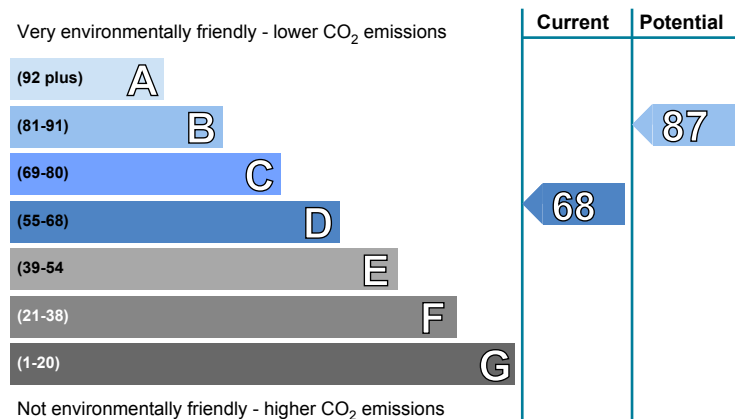 Very environmentally friendly - lower CO2 emissions
Current
Potential
(92 plus) A
(81-91) B
87
(69-80) C
(55-68) D
68
(39-54 E
(21-38) F
(1-20) G
Not environmentally friendly - higher CO2 emissions